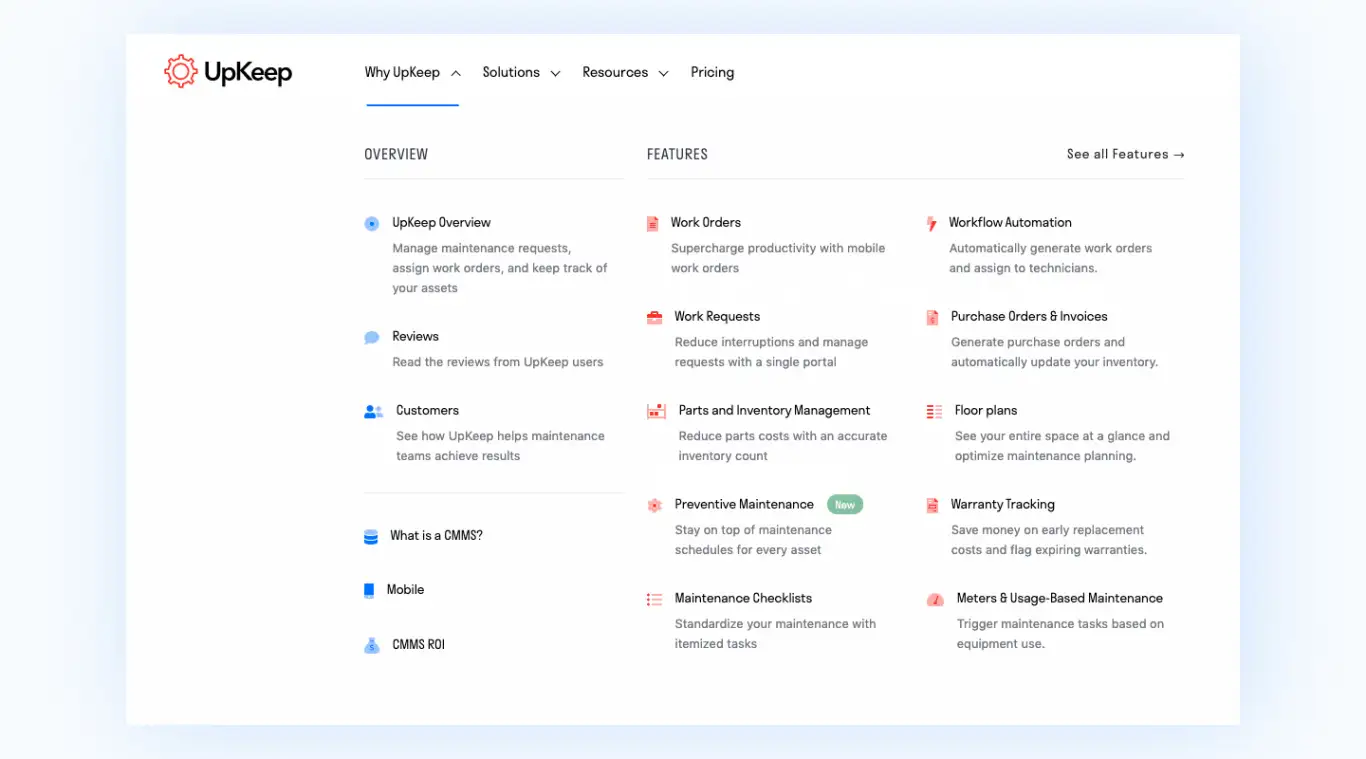 UpKeep
Why UpKeep
Solutions
Resources
Pricing
OVERVIEW
UpKeep Overview
Manage maintenance requests,
assign work orders, and keep track of
your assets
Reviews
Read the reviews from UpKeep users
Customers
See how UpKeep helps maintenance
teams achieve results
What is a CMMS?
Mobile
CMMS ROI
FEATURES
See all Features →
Work Orders
Supercharge productivity with mobile
work orders
Work Requests
Reduce interruptions and manage
requests with a single portal
Parts and Inventory Management
Reduce parts costs with an accurate
inventory count
Preventive Maintenance New
Stay on top of maintenance
schedules for every asset
Maintenance Checklists
Standardize your maintenance with
itemized tasks
Workflow Automation
Automatically generate work orders
and assign to technicians.
Purchase Orders & Invoices
Generate purchase orders and
automatically update your inventory.
Floor plans
See your entire space at a glance and
optimize maintenance planning.
Warranty Tracking
Save money on early replacement
costs and flag expiring warranties.
Meters & Usage-Based Maintenance
Trigger maintenance tasks based on
equipment use.